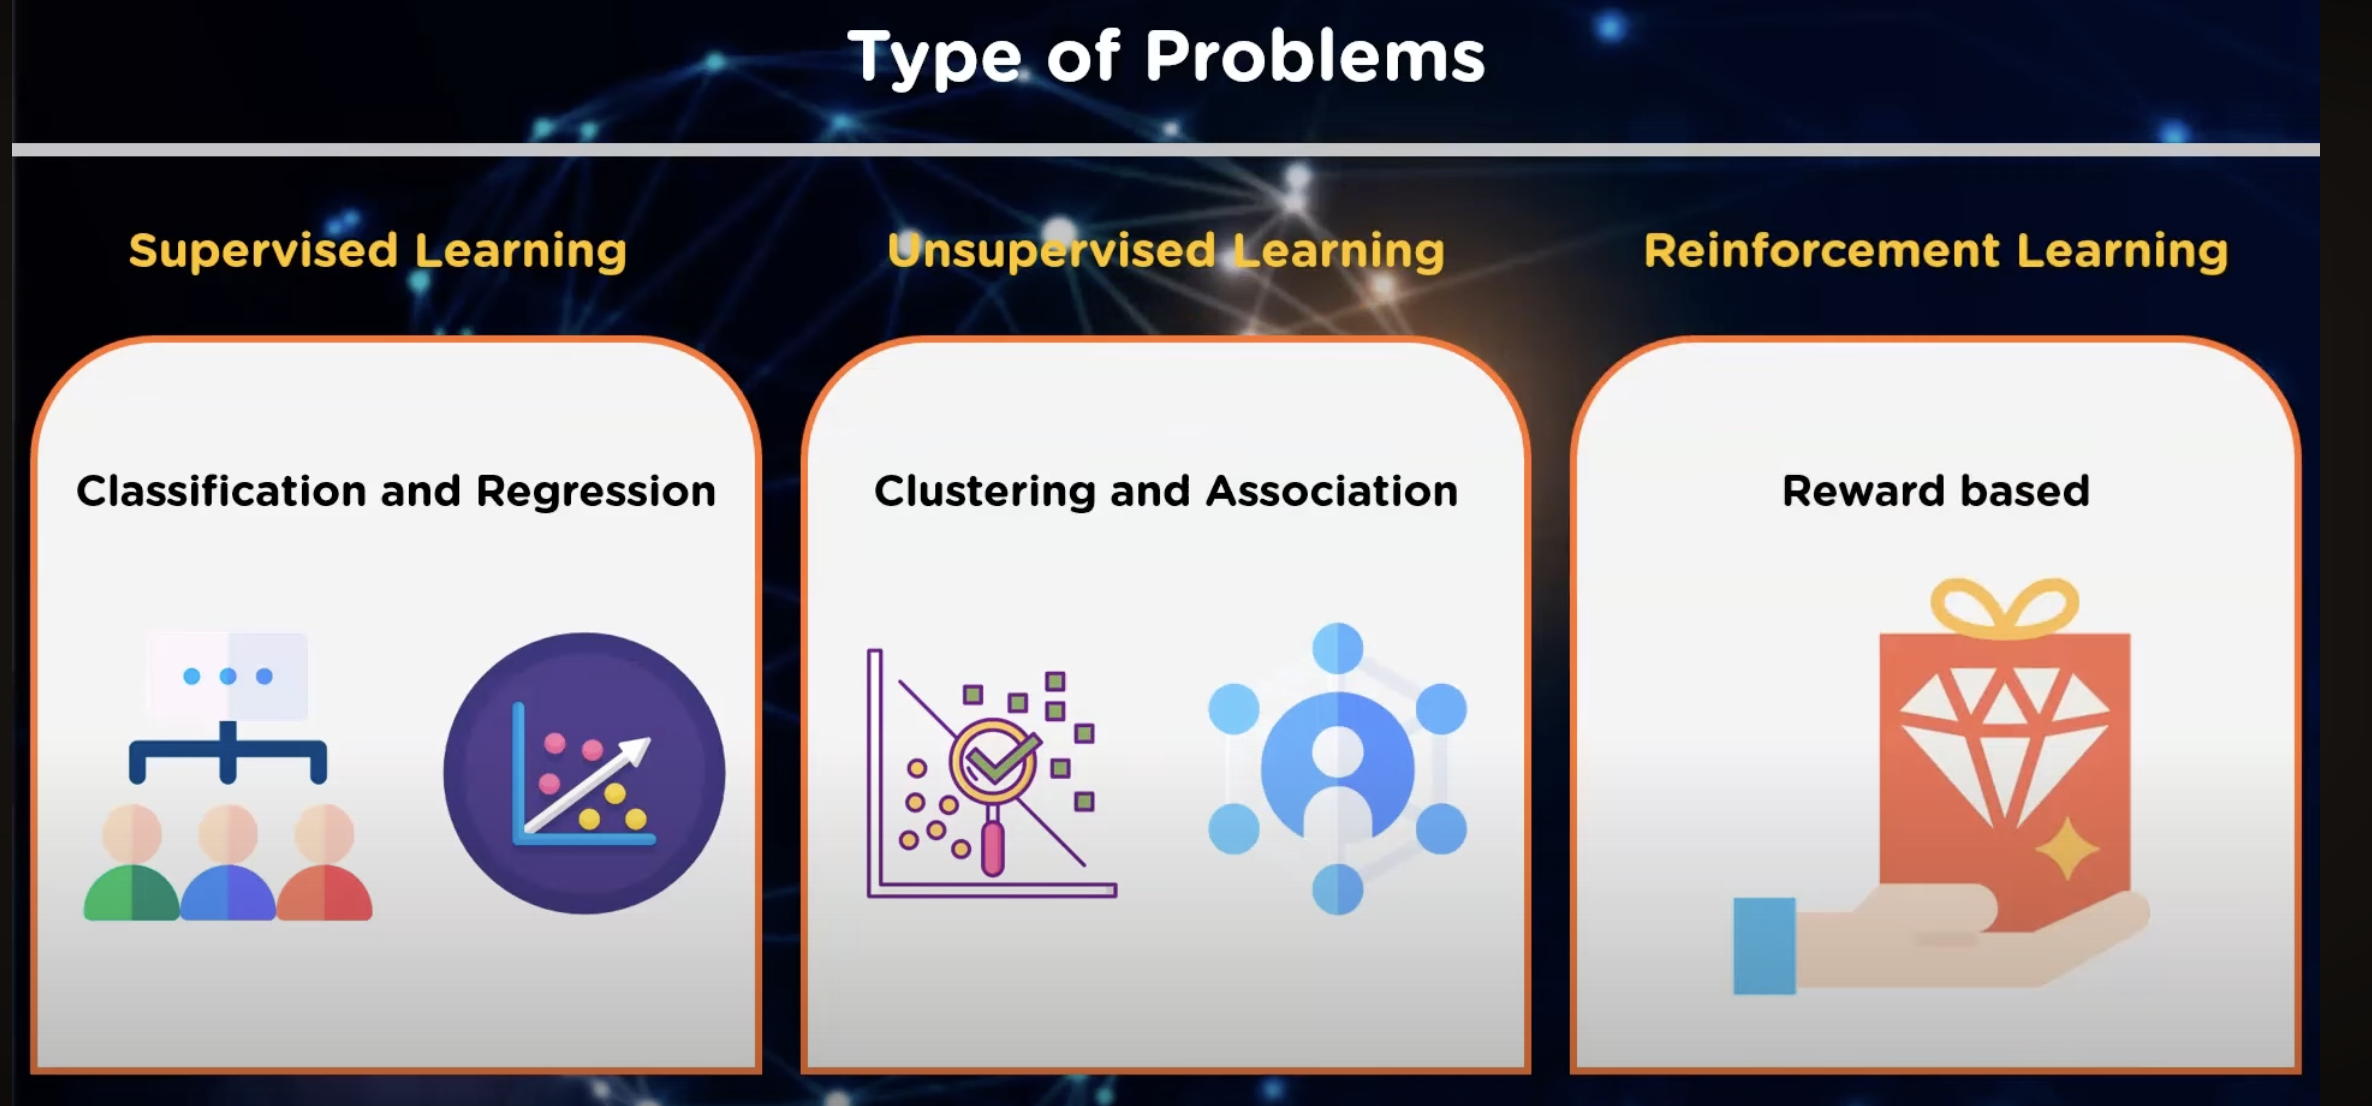 Type of Problems
Supervised Learning
Unsupervised Learning
Reinforcement Learning
Classification and Regression
Clustering and Association
Reward based